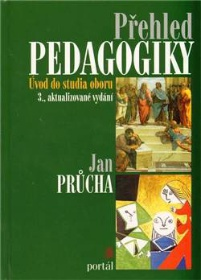 Přehled
PEDAGOGIKY
Úvod do studia oboru
3., aktualizované vydání
Jan
PRŮCHA
portál